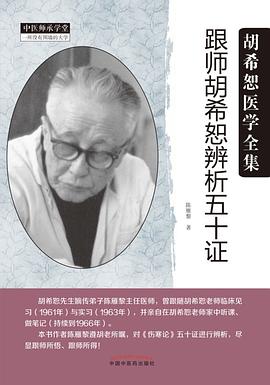 中医师承学堂
一所没有围墙的大学
胡希恕医学全集
跟师胡希恕辨析五十证
陈雁黎 著
胡希恕先生腼传弟子陈雁黎主任医师，曾跟随胡希恕老师临床见
习（1961年）与实习（1963年），并亲自在胡希恕老师家中听课、
做笔记（持续到1966年）。
本书作者陈雁黎遵胡老所嘱，对《伤寒论》五十证进行辨析，尽
显跟师所悟、跟师所得！
中国中医药出版社